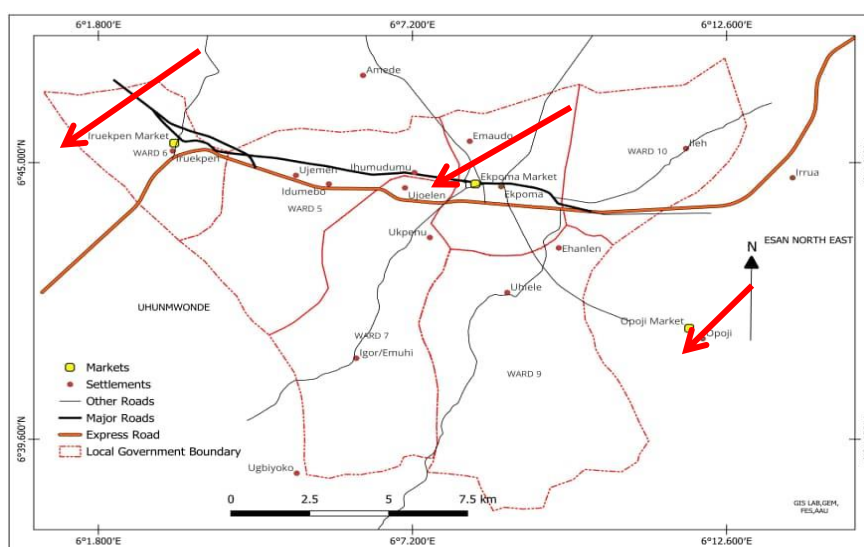 6°1.800'E
6°7.200'E
6°12.600'E
Amede
Iruekpen Market
Emaudo
WARD 6
Iruekpen
WARD 10
Ileh
6°45.000'N
Ujemen
Ihumudumu
Ekpoma Market
Irrua
Idumebo
Ujoelen
Ekpoma
WARD 5
Ukpenu
Ehanlen
N
ESAN NORTH EAST
UHUNMWONDE
Uhiele
Opoji Market
Opoji
WARD 7
Igor/Emuhi
WARD 9
Markets
Settlements
Other Roads
Major Roads
Express Road
Local Government Boundary
6°39.600'N
Ugbiyoko
0 2.5 5 7.5 km
GIS LAB,GEM,
FES,AAU
6°1.800'E
6°7.200'E
6°12.600'E